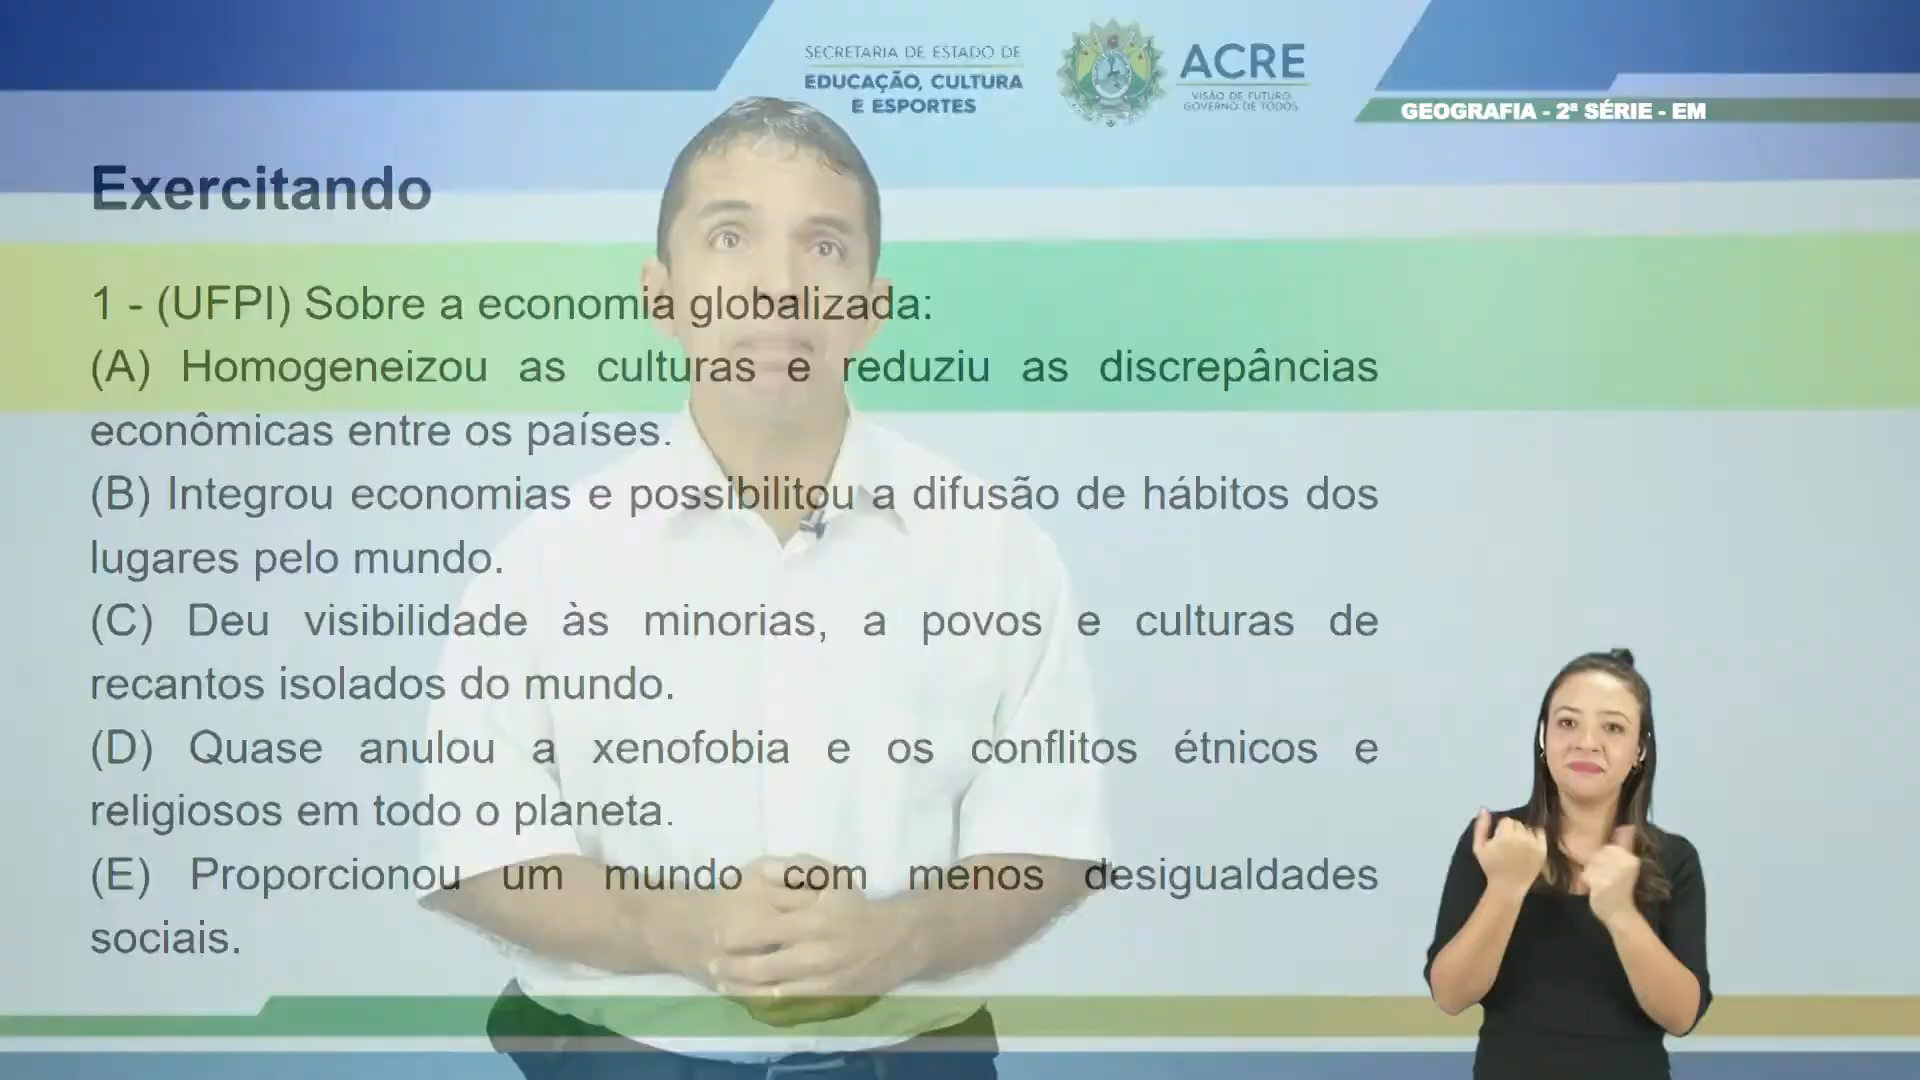 SECRETARIA DE ESTADO DE
EDUCAÇÃO, CULTURA
E ESPORTES
ACRE
VISÃO DE FUTURO
GOVERNO DE TODOS
GEOGRAFIA - 2ª SÉRIE - EM
Exercitando
1 - (UFPI) Sobre a economia globalizada:
(A) Homogeneizou as culturas e reduziu as discrepâncias
econômicas entre os países.
(B) Integrou economias e possibilitou a difusão de hábitos dos
lugares pelo mundo.
(C) Deu visibilidade às minorias, a povos e culturas de
recantos isolados do mundo.
(D) Quase anulou a xenofobia e os conflitos étnicos e
religiosos em todo o planeta.
(E) Proporcionou um mundo com menos desigualdades
sociais.